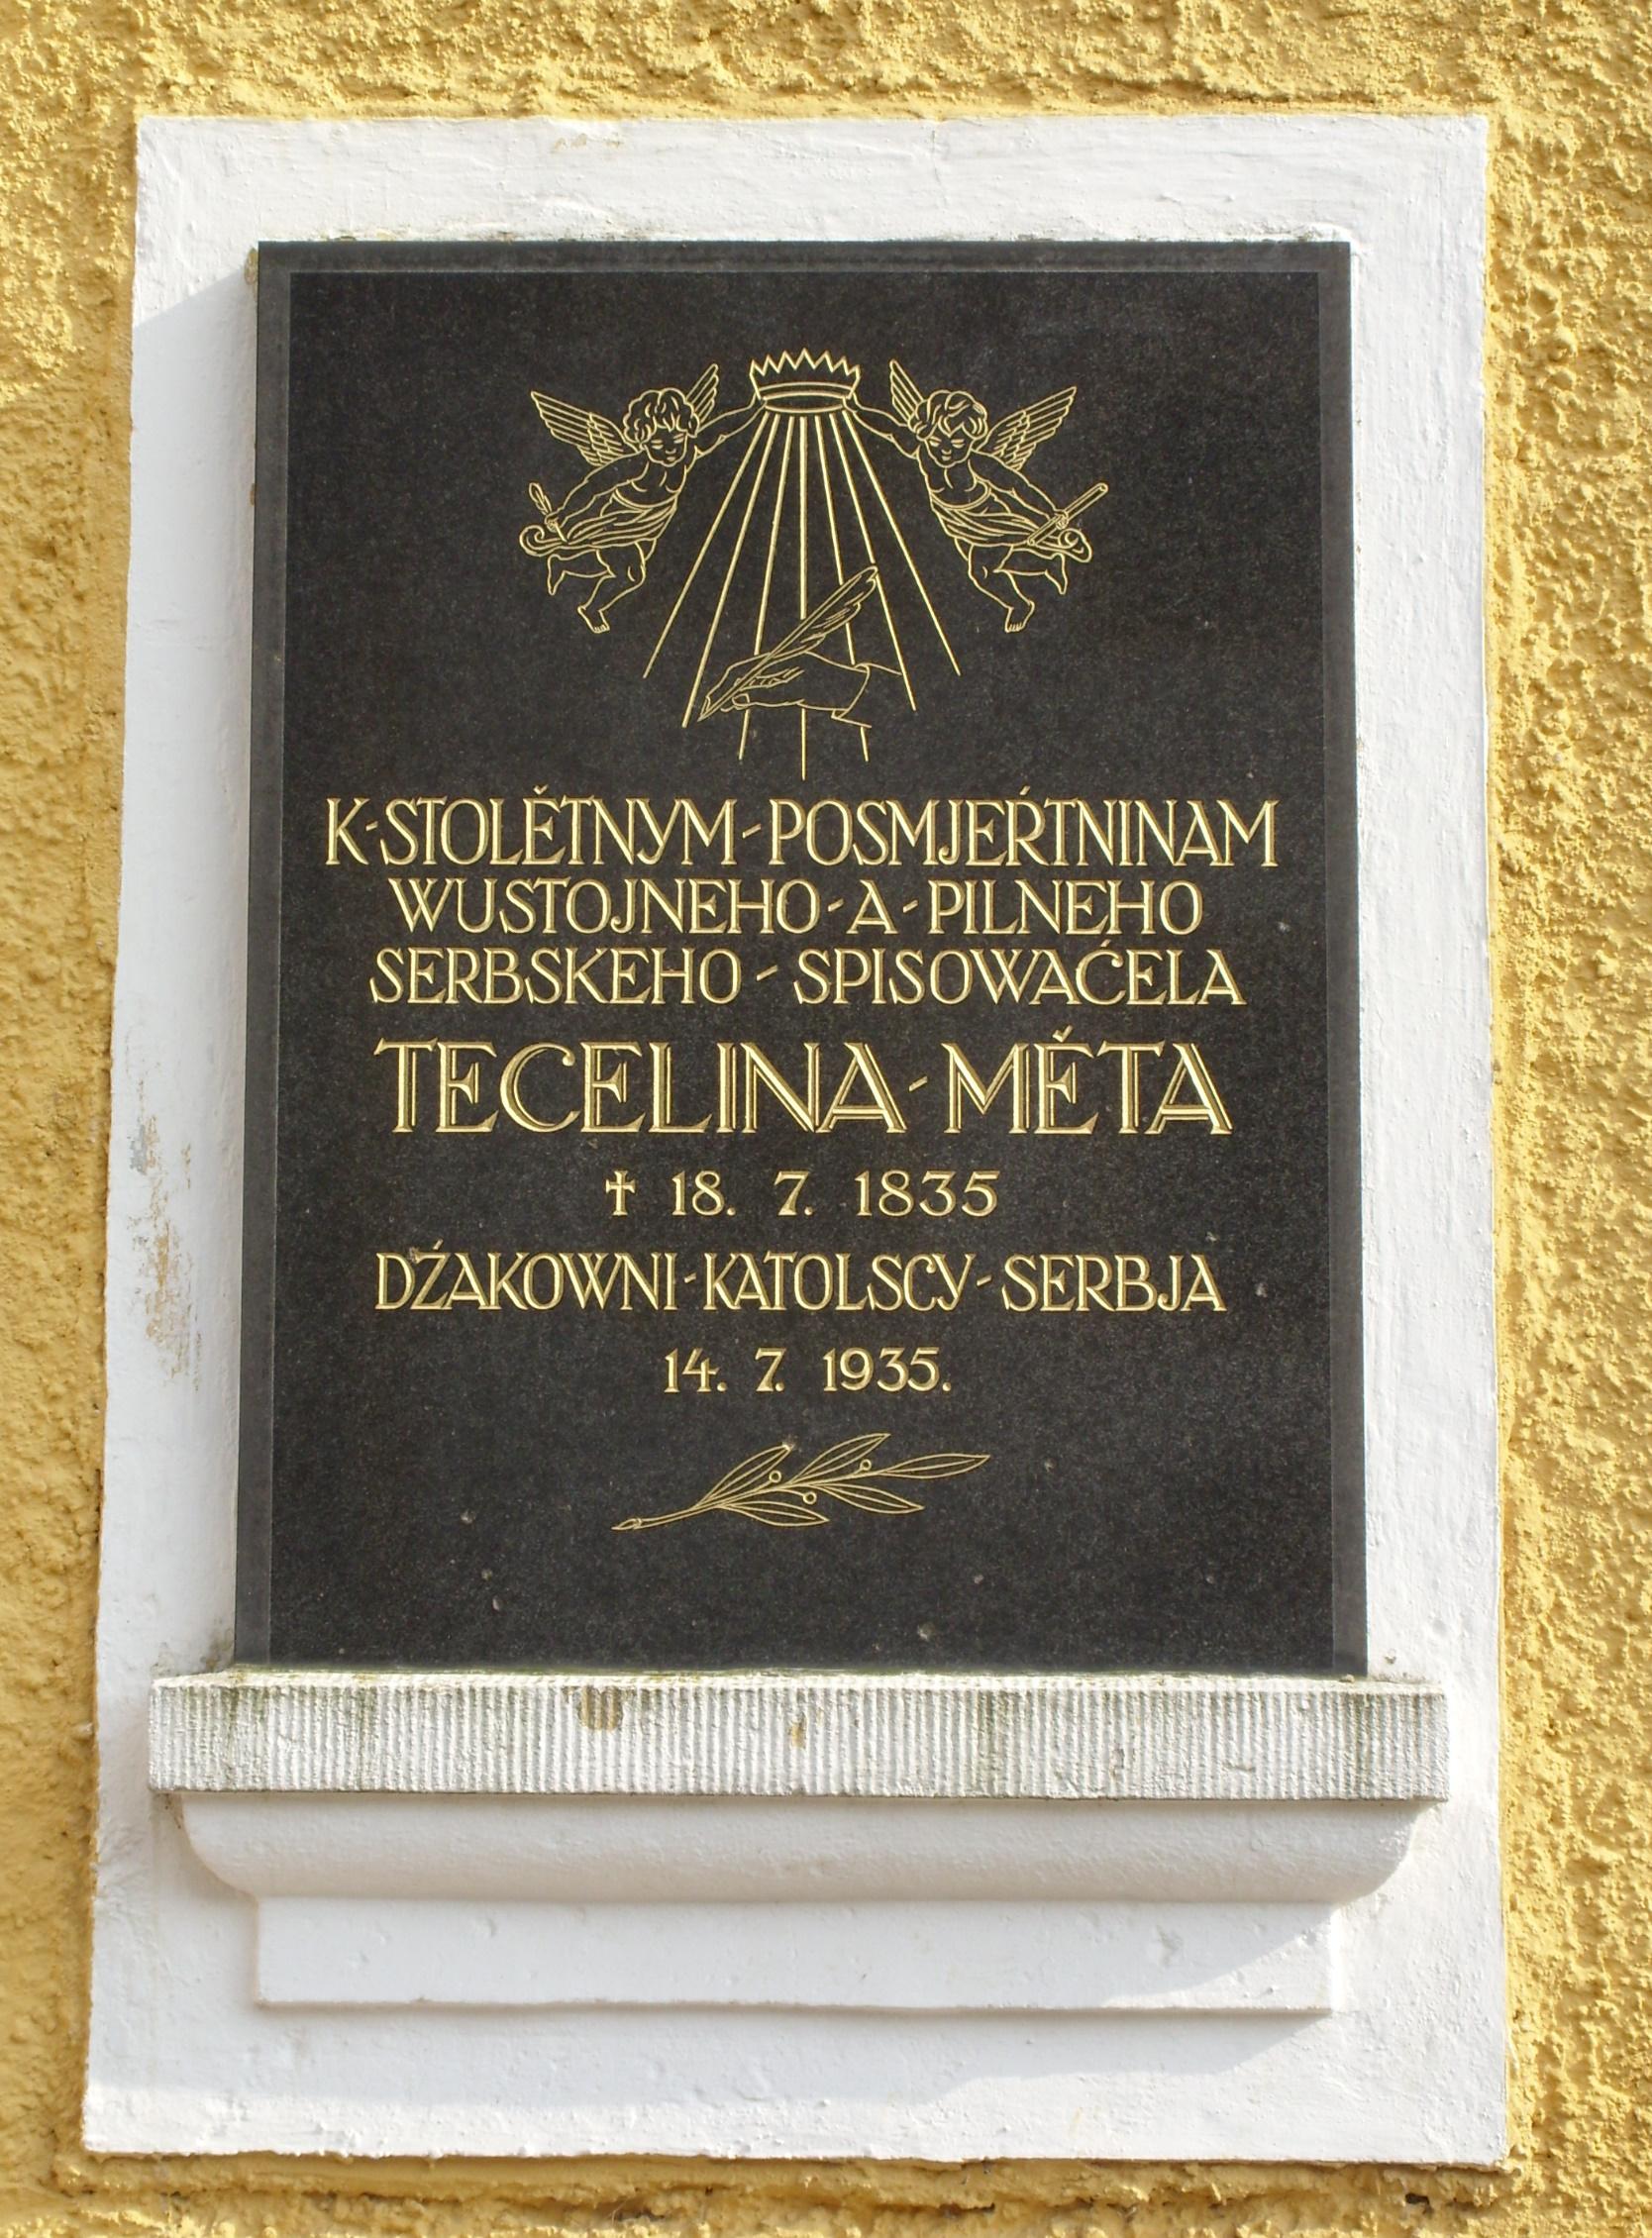 K-STOLĚTNYM-POSMJEŔTNINAM
WUSTOJNEHO-A-PILNEHO
SERBSKEHO-SPISOWAĆELA
TECELINA-MĚTA
✝ 18. 7. 1835
DŹAKOWNI-KATOLSCY-SERBJA
14. 7. 1935.